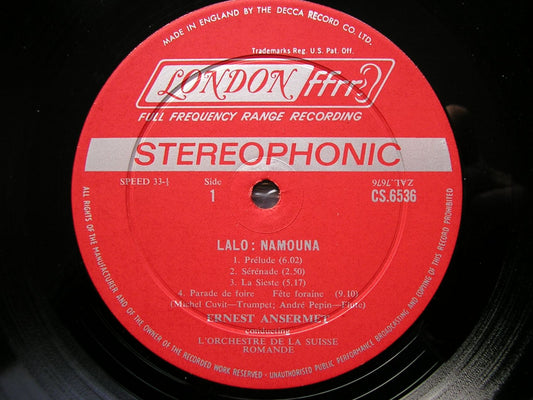 MADE IN ENGLAND BY THE DECCA RECORD CO. LTD.
Trademarks Reg. U.S. Pat. Off.
LONDON ffrr
FULL FREQUENCY RANGE RECORDING
STEREOPHONIC
SPEED 33-⅓
Side
1
ZAL.7676
CS.6536
LALO : NAMOUNA
1. Prélude (6.02)
2. Sérénade (2.50)
3. La Sieste (5.17)
4. Parade de foire Fête foraine (9.10)
(Michel Cuvit—Trumpet; André Pepin—Flute)
ERNEST ANSERMET
conducting
L'ORCHESTRE DE LA SUISSE
ROMANDE
ALL RIGHTS OF THE MANUFACTURER AND OF THE OWNER OF THE RECORDED WORK RESERVED - UNAUTHORISED PUBLIC PERFORMANCE BROADCASTING AND COPYING OF THIS RECORD PROHIBITED